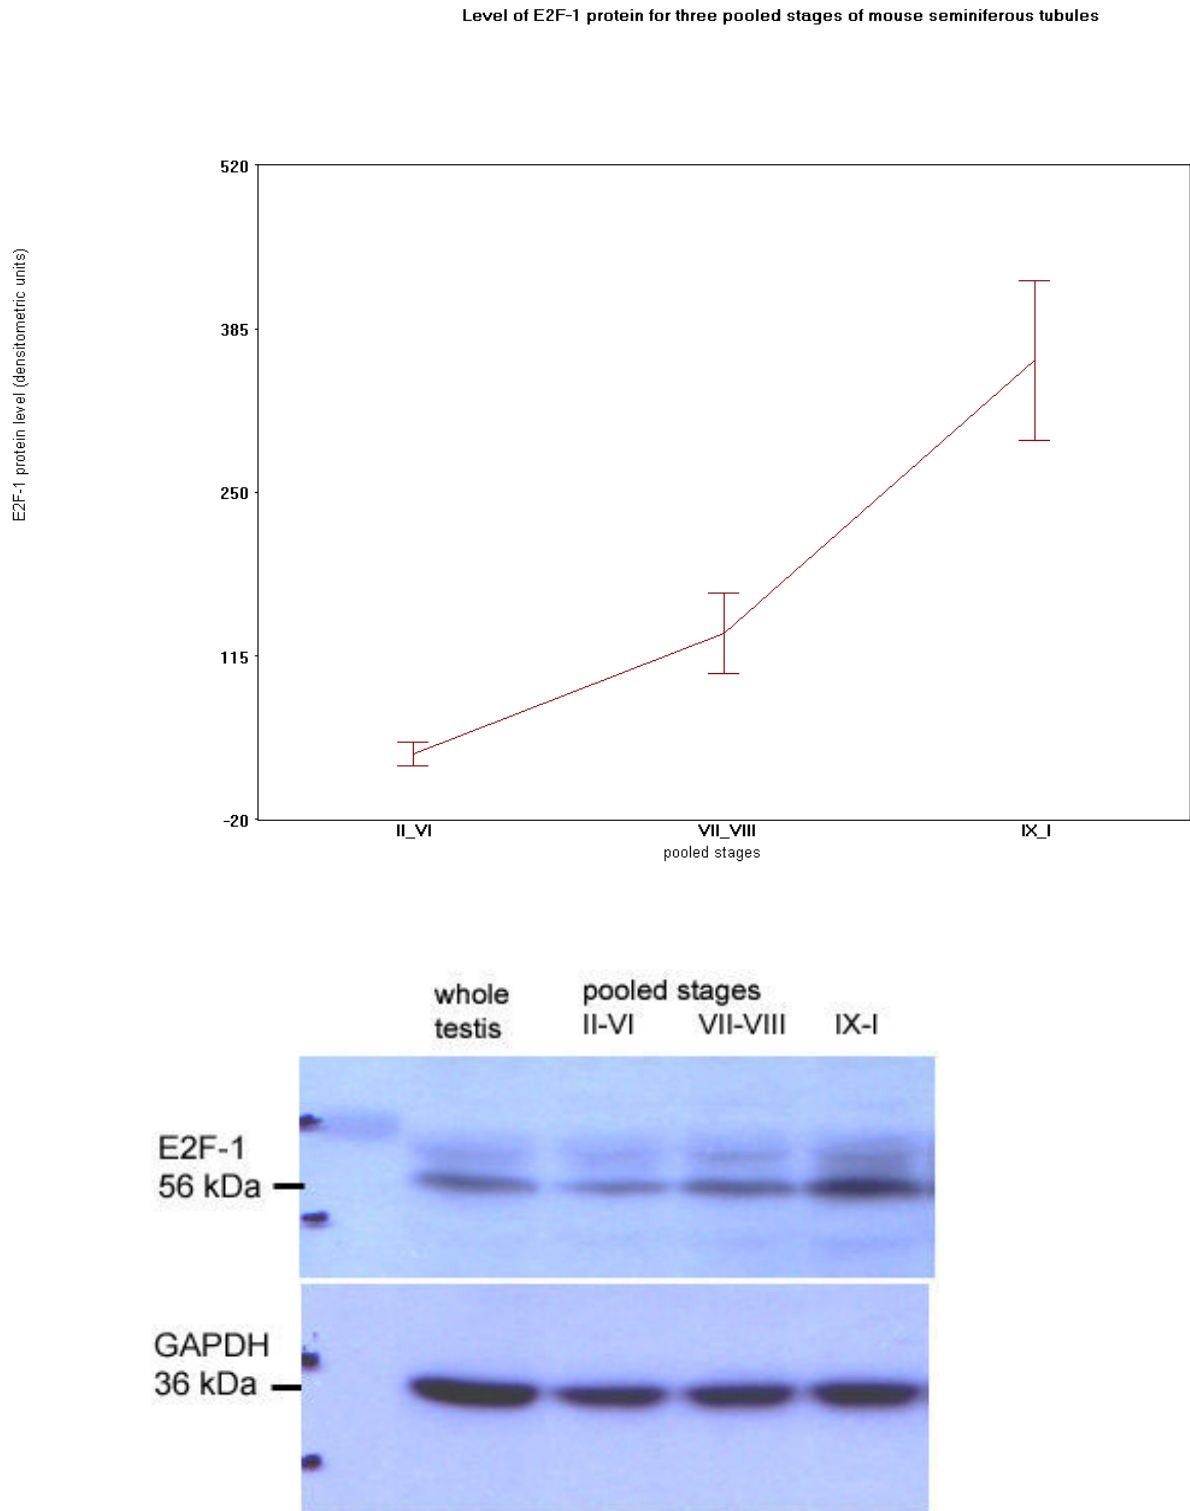 Level of E2F-1 protein for three pooled stages of mouse seminiferous tubules
520
385
250
115
-20
E2F-1 protein level (densitometric units)
II_VI VII_VIII IX_I
pooled stages
whole pooled stages
testis II-VI VII-VIII IX-I
E2F-1
56 kDa
GAPDH
36 kDa